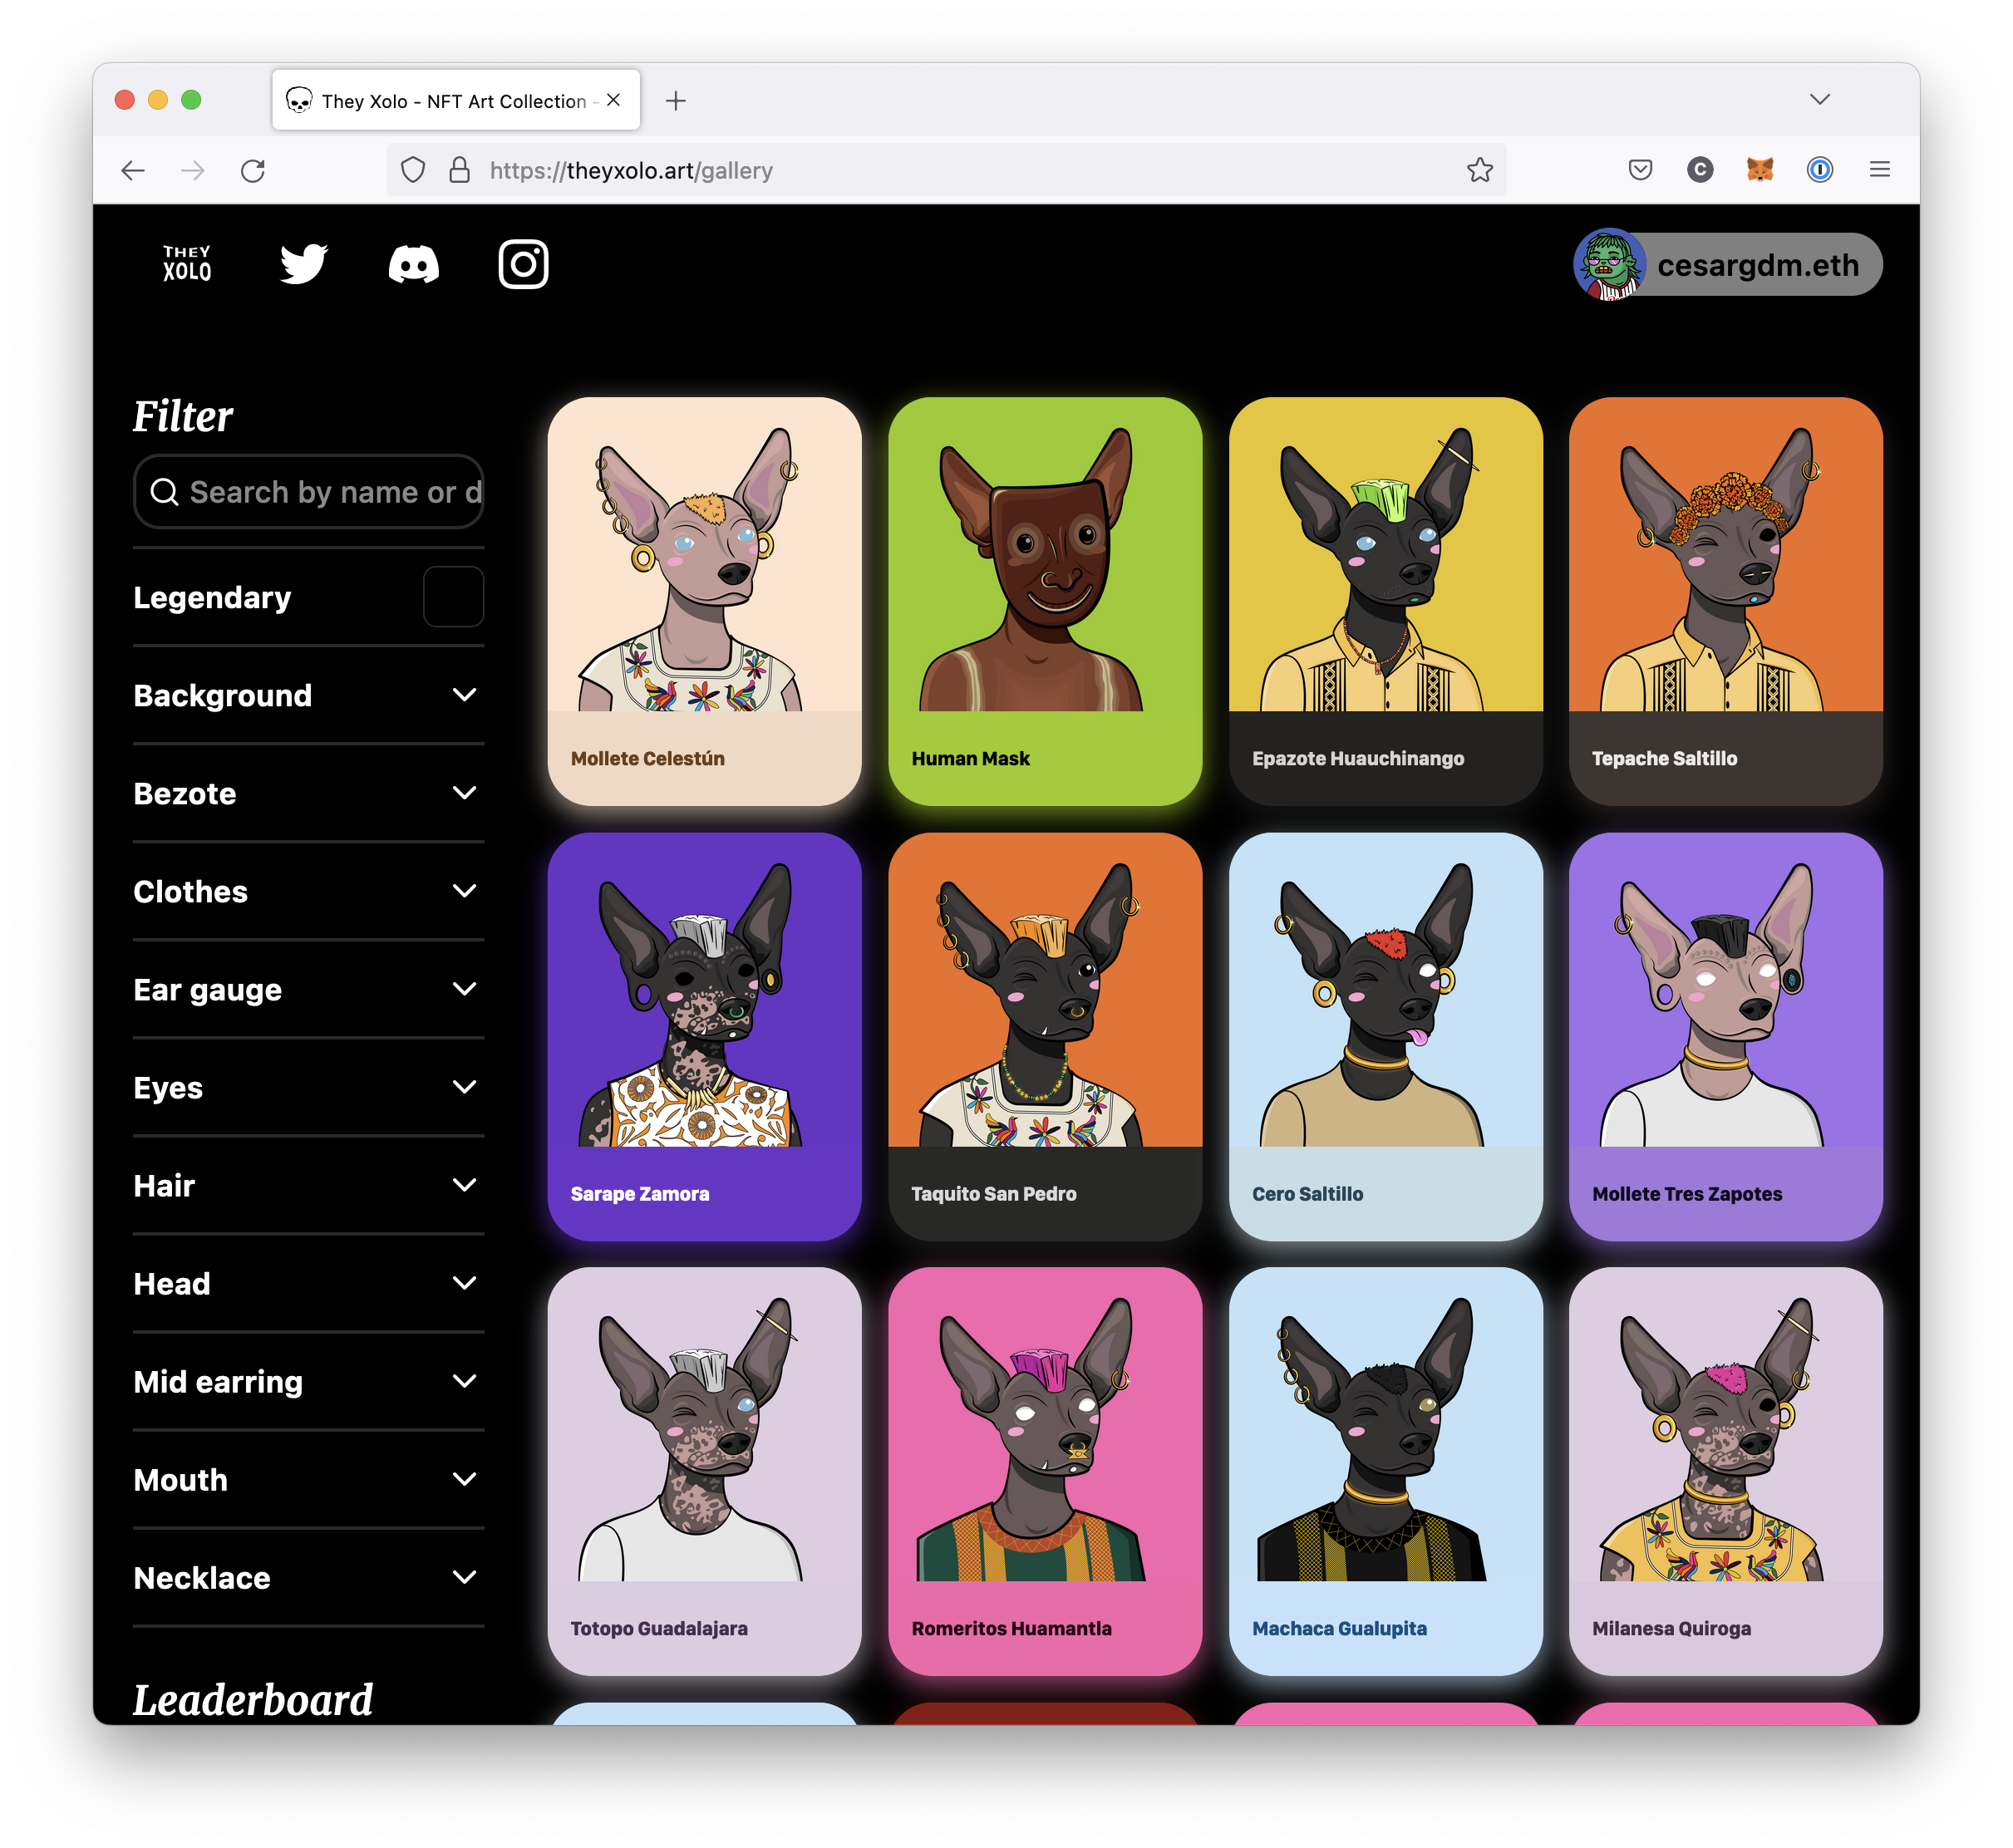 They Xolo - NFT Art Collection -
https://theyxolo.art/gallery
C
THEY
XOLO
cesargdm.eth
Filter
Search by name or d
Legendary
Background
Bezote
Clothes
Ear gauge
Eyes
Hair
Head
Mid earring
Mouth
Necklace
Leaderboard
Mollete Celestún
Human Mask
Epazote Huauchinango
Tepache Saltillo
Sarape Zamora
Taquito San Pedro
Cero Saltillo
Mollete Tres Zapotes
Totopo Guadalajara
Romeritos Huamantla
Machaca Gualupita
Milanesa Quiroga